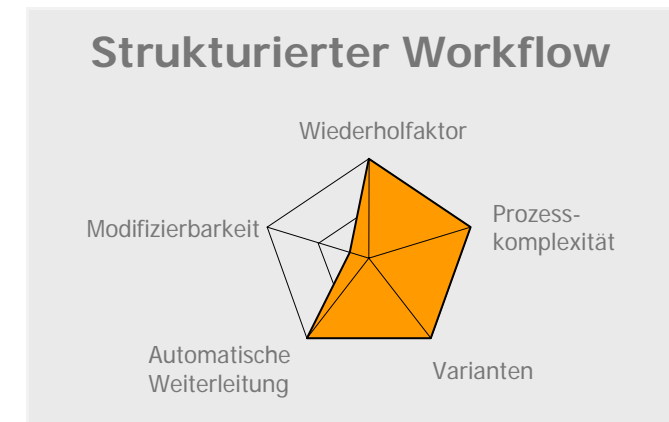 Strukturierter Workflow
Wiederholfaktor
Modifizierbarkeit
Prozess-
komplexität
Automatische
Weiterleitung
Varianten